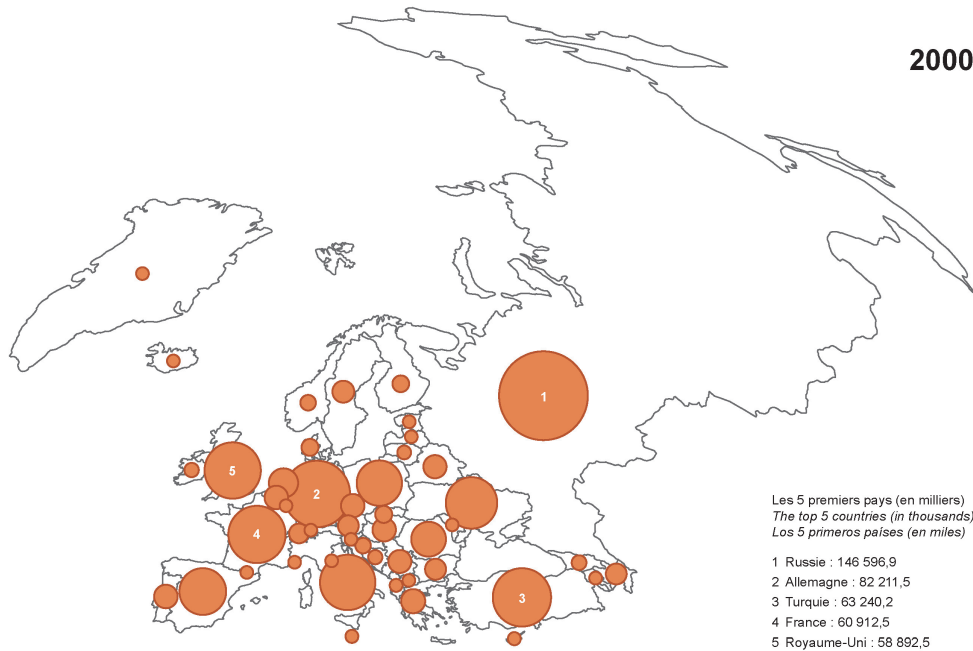 2000
1
5
2
4
3
Les 5 premiers pays (en milliers)
The top 5 countries (in thousands)
Los 5 primeros países (en miles)
1 Russie : 146 596,9
2 Allemagne : 82 211,5
3 Turquie : 63 240,2
4 France : 60 912,5
5 Royaume-Uni : 58 892,5